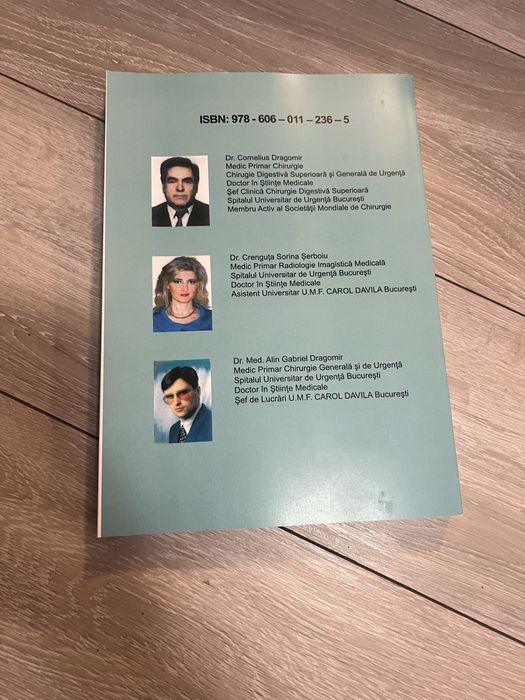 ISBN: 978 - 606 – 011 – 236 – 5
Dr. Cornelius Dragomir
Medic Primar Chirurgie
Chirugie Digestivă Superioară și Generală de Urgență
Doctor în Științe Medicale
Șef Clinică Chirurgie Digestivă Superioară
Spitalul Universitar de Urgență București
Membru Activ al Societății Mondiale de Chirurgie
Dr. Crenguța Sorina Șerboiu
Medic Primar Radiologie Imagistică Medicală
Spitalul Universitar de Urgență București
Doctor în Științe Medicale
Asistent Universitar U.M.F. CAROL DAVILA București
Dr. Med. Alin Gabriel Dragomir
Medic Primar Chirurgie Generală și de Urgență
Spitalul Universitar de Urgență București
Doctor în Științe Medicale
Șef de Lucrări U.M.F. CAROL DAVILA București